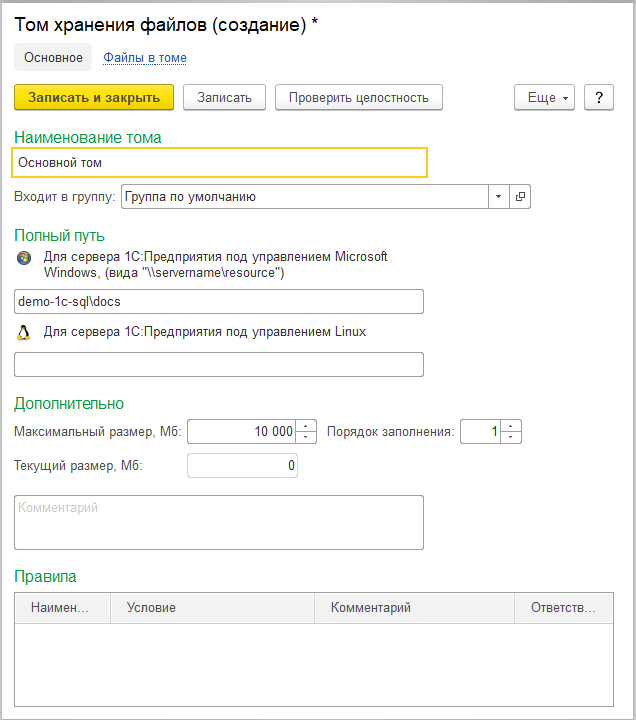 Том хранения файлов (создание) *
Основное Файлы в томе
Записать и закрыть Записать Проверить целостность Еще ?
Наименование тома
Основной том
Входит в группу: Группа по умолчанию
Полный путь
Для сервера 1С:Предприятия под управлением Microsoft
Windows, (вида "\\servername\resource")
demo-1c-sql\docs
Для сервера 1С:Предприятия под управлением Linux
Дополнительно
Максимальный размер, Мб: 10 000 Порядок заполнения: 1
Текущий размер, Мб: 0
Комментарий
Правила
Наимен... Условие Комментарий Ответств...